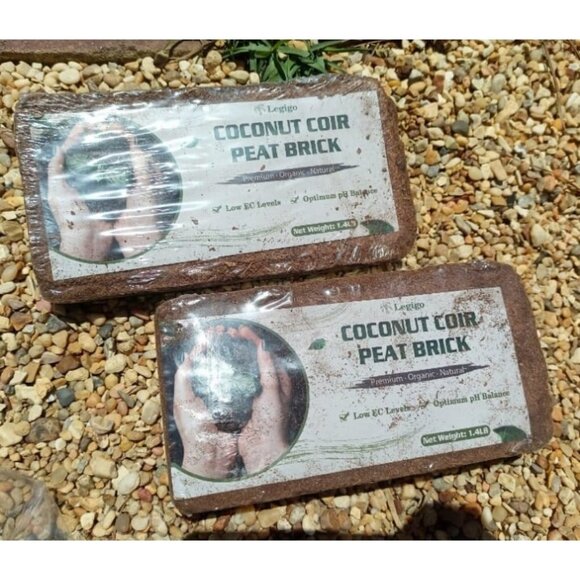 Legigo
COCONUT COIR
PEAT BRICK
Premium · Organic · Natural
Low EC Levels
Optimum pH Balance
Net Weight: 1.4L
Legigo
COCONUT COIR
PEAT BRICK
Premium · Organic · Natural
Low EC Levels
Optimum pH Balance
Net Weight: 1.4LB